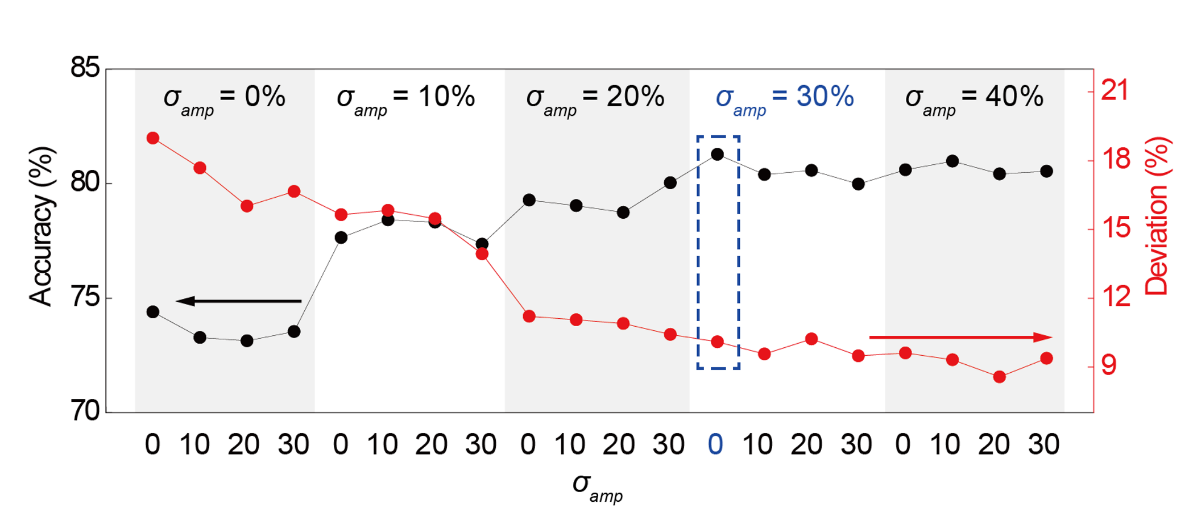 σamp = 0% σamp = 10% σamp = 20% σamp = 30% σamp = 40%
85
80
75
70
Accuracy (%)
21
18
15
12
9
Deviation (%)
0 10 20 30 0 10 20 30 0 10 20 30 0 10 20 30 0 10 20 30
σamp